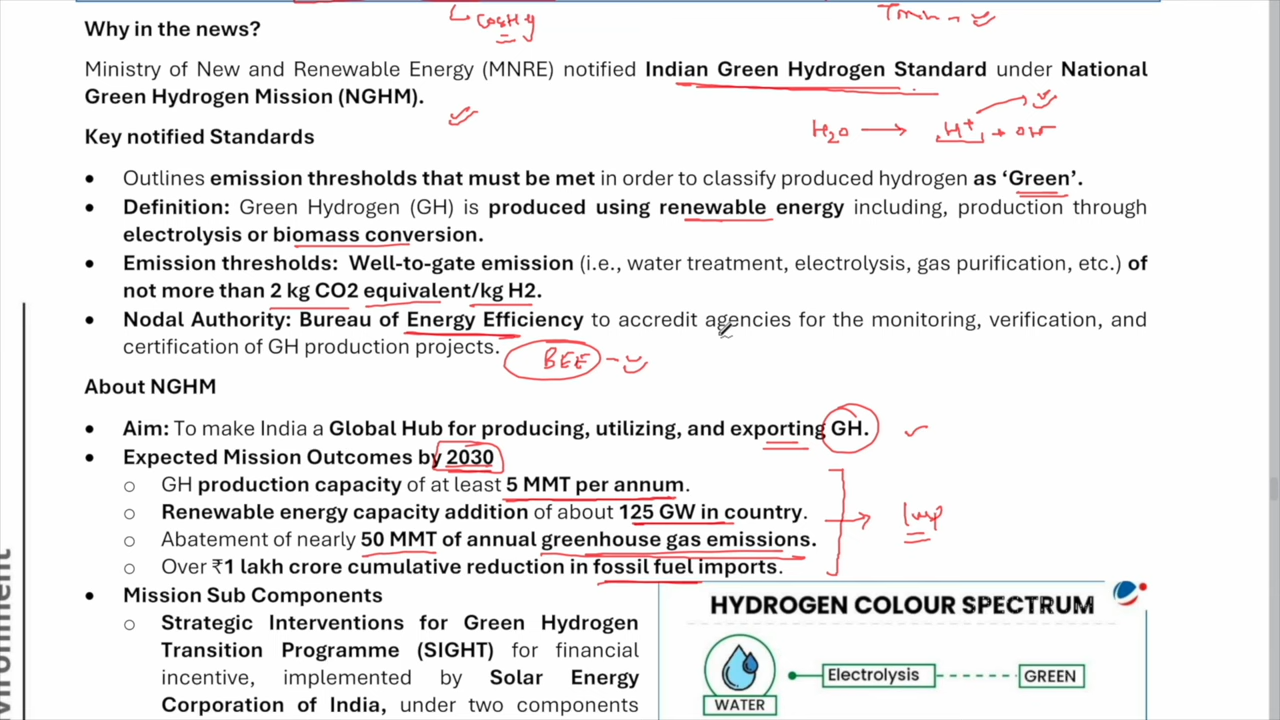 Costly
Tmin -
Why in the news?
Ministry of New and Renewable Energy (MNRE) notified Indian Green Hydrogen Standard under National
Green Hydrogen Mission (NGHM).
H₂O → H⁺ + OH⁻
Key notified Standards
• Outlines emission thresholds that must be met in order to classify produced hydrogen as ‘Green’.
• Definition: Green Hydrogen (GH) is produced using renewable energy including, production through
electrolysis or biomass conversion.
• Emission thresholds: Well-to-gate emission (i.e., water treatment, electrolysis, gas purification, etc.) of
not more than 2 kg CO2 equivalent/kg H2.
• Nodal Authority: Bureau of Energy Efficiency to accredit agencies for the monitoring, verification, and
certification of GH production projects.
BEE -
About NGHM
• Aim: To make India a Global Hub for producing, utilizing, and exporting GH.
• Expected Mission Outcomes by 2030
o GH production capacity of at least 5 MMT per annum.
o Renewable energy capacity addition of about 125 GW in country.
o Abatement of nearly 50 MMT of annual greenhouse gas emissions.
o Over ₹1 lakh crore cumulative reduction in fossil fuel imports.
Imp
• Mission Sub Components
o Strategic Interventions for Green Hydrogen
Transition Programme (SIGHT) for financial
incentive, implemented by Solar Energy
Corporation of India, under two components
HYDROGEN COLOUR SPECTRUM
Electrolysis
GREEN
WATER